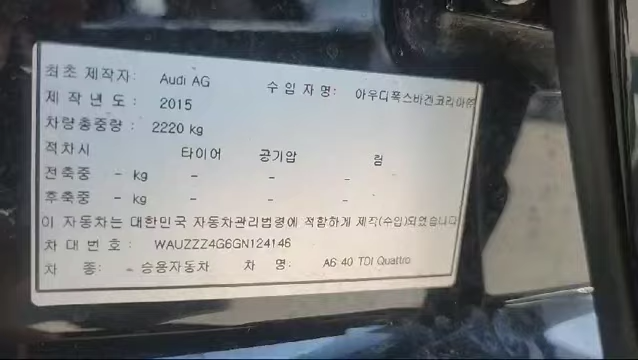 최초 제작자: Audi AG 수 입 자 명: 아우디폭스바겐코리아㈜
제 작 년 도 : 2015
차량총중량 : 2220 kg
적차시 타이어 공기압 림
전축중 - kg - - -
후축중 - kg - - -
이 자동차는 대한민국 자동차관리법령에 적합하게 제작(수입)되었습니다
차 대 번 호 : WAUZZZ4G6GN124146
차 종: - 승용자동차 차 명: A6 40 TDI Quattro